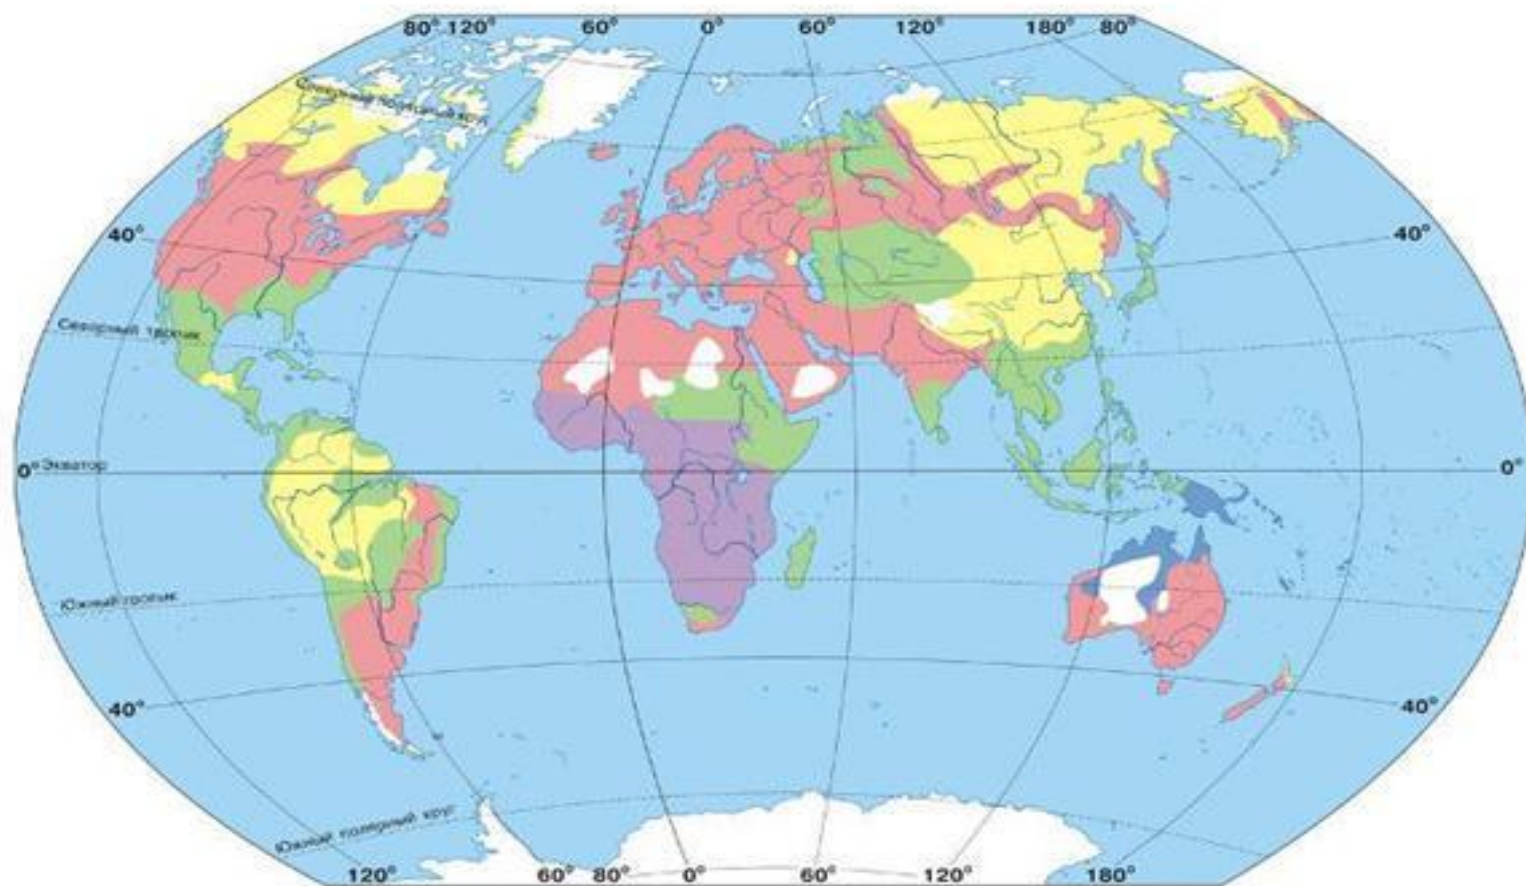 80° 120° 60° 0° 60° 120° 180° 80°
Северный полярный круг
40° 40°
Северный тропик
0° Экватор 0°
Южный тропик
40° 40°
Южный полярный круг
120° 60° 80° 0° 60° 120° 180°